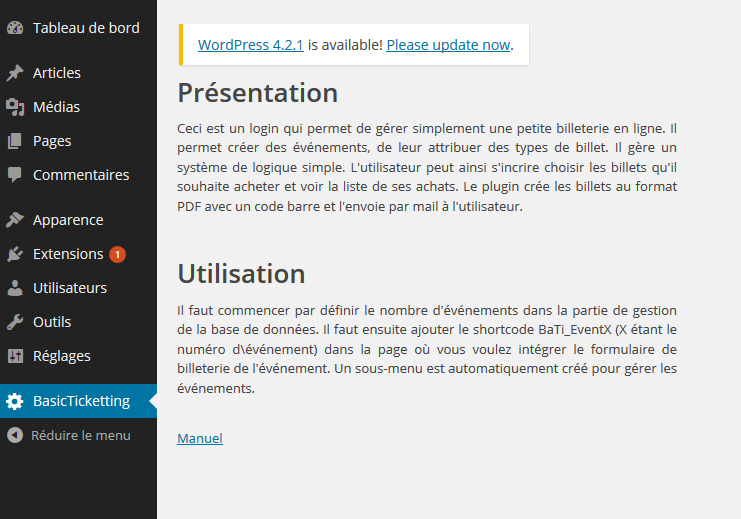 Tableau de bord
Articles
Médias
Pages
Commentaires
Apparence
Extensions 1
Utilisateurs
Outils
Réglages
BasicTicketting
Réduire le menu
WordPress 4.2.1 is available! Please update now.
Présentation
Ceci est un login qui permet de gérer simplement une petite billeterie en ligne. Il
permet créer des événements, de leur attribuer des types de billet. Il gère un
système de logique simple. L'utilisateur peut ainsi s'incrire choisir les billets qu'il
souhaite acheter et voir la liste de ses achats. Le plugin crée les billets au format
PDF avec un code barre et l'envoie par mail à l'utilisateur.
Utilisation
Il faut commencer par définir le nombre d'événements dans la partie de gestion
de la base de données. Il faut ensuite ajouter le shortcode BaTi_EventX (X étant le
numéro d\événement) dans la page où vous voulez intégrer le formulaire de
billeterie de l'événement. Un sous-menu est automatiquement créé pour gérer les
événements.
Manuel